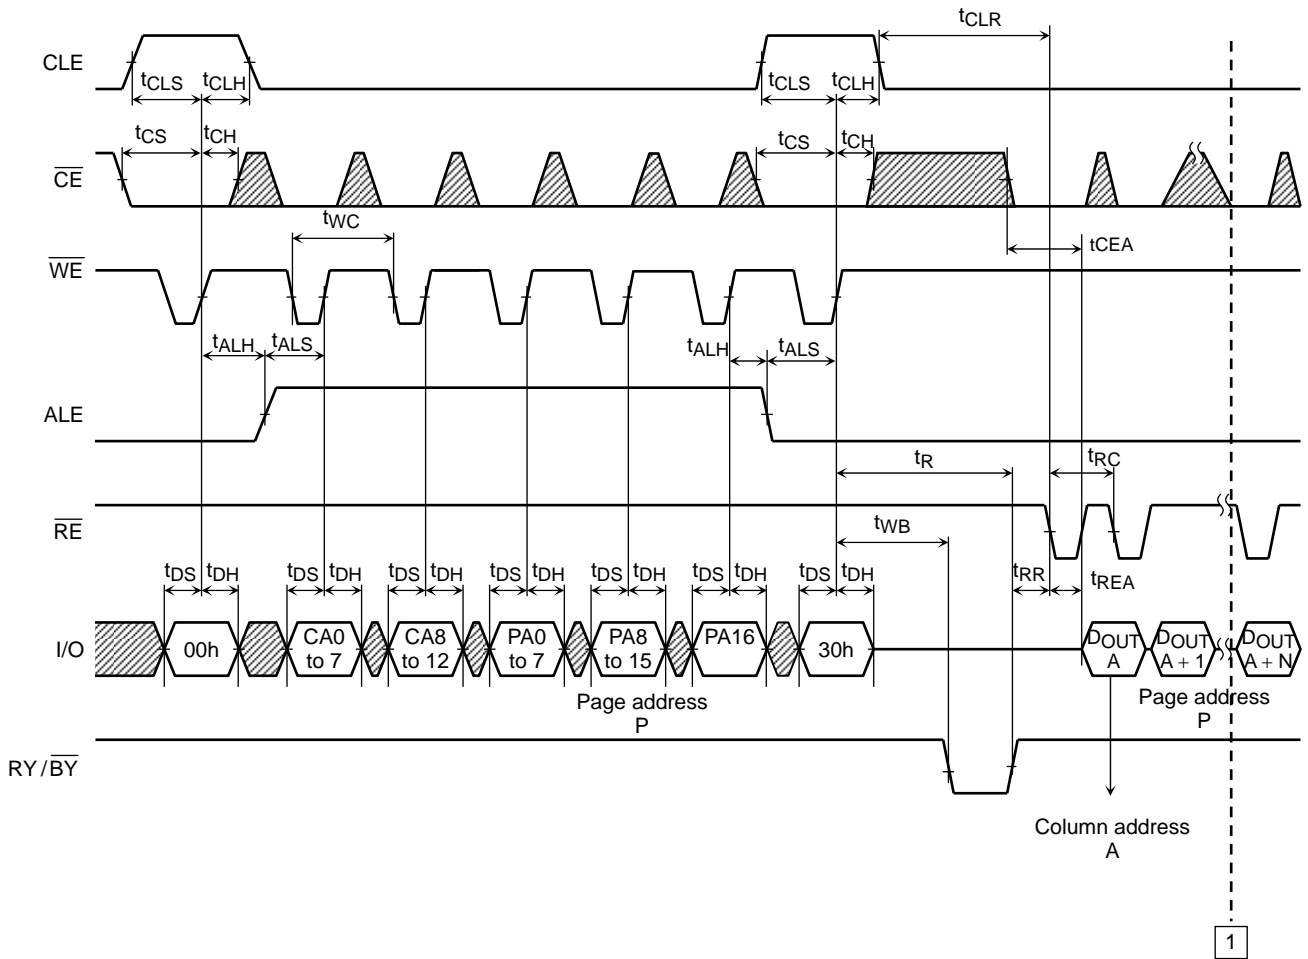 tCLR
CLE
tCLS tCLH tCLS tCLH
tCS tCH tCS tCH
CE
tWC
tCEA
WE
tALH tALS tALH tALS
ALE
tR tRC
RE
tWB
tDS tDH tDS tDH tDS tDH tDS tDH tDS tDH tDS tDH tDS tDH tRR tREA
I/O 00h CA0 to 7 CA8 to 12 PA0 to 7 PA8 to 15 PA16 30h DOUT A DOUT A + 1 DOUT A + N
Page address
P
Page address
P
RY/BY
Column address
A
1